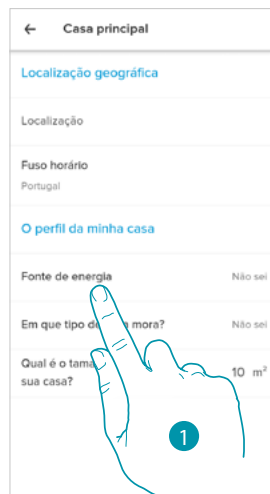 ← Casa principal
Localização geográfica
Localização
Fuso horário
Portugal
O perfil da minha casa
Fonte de energia Não sei
Em que tipo de mora? Não sei
Qual é o
sua casa? 10 m²
1